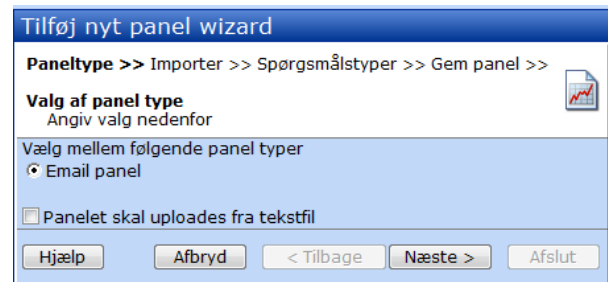 Tilføj nyt panel wizard
Paneltype >> Importer >> Spørgsmålstyper >> Gem panel >>
Valg af panel type
Angiv valg nedenfor
Vælg mellem følgende panel typer
Email panel
Panelet skal uploades fra tekstfil
Hjælp Afbryd < Tilbage Næste > Afslut